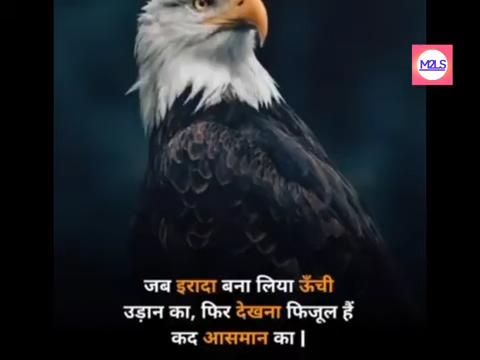 M2LS
जब इरादा बना लिया ऊँची
उड़ान का, फिर देखना फिजूल हैं
कद आसमान का |